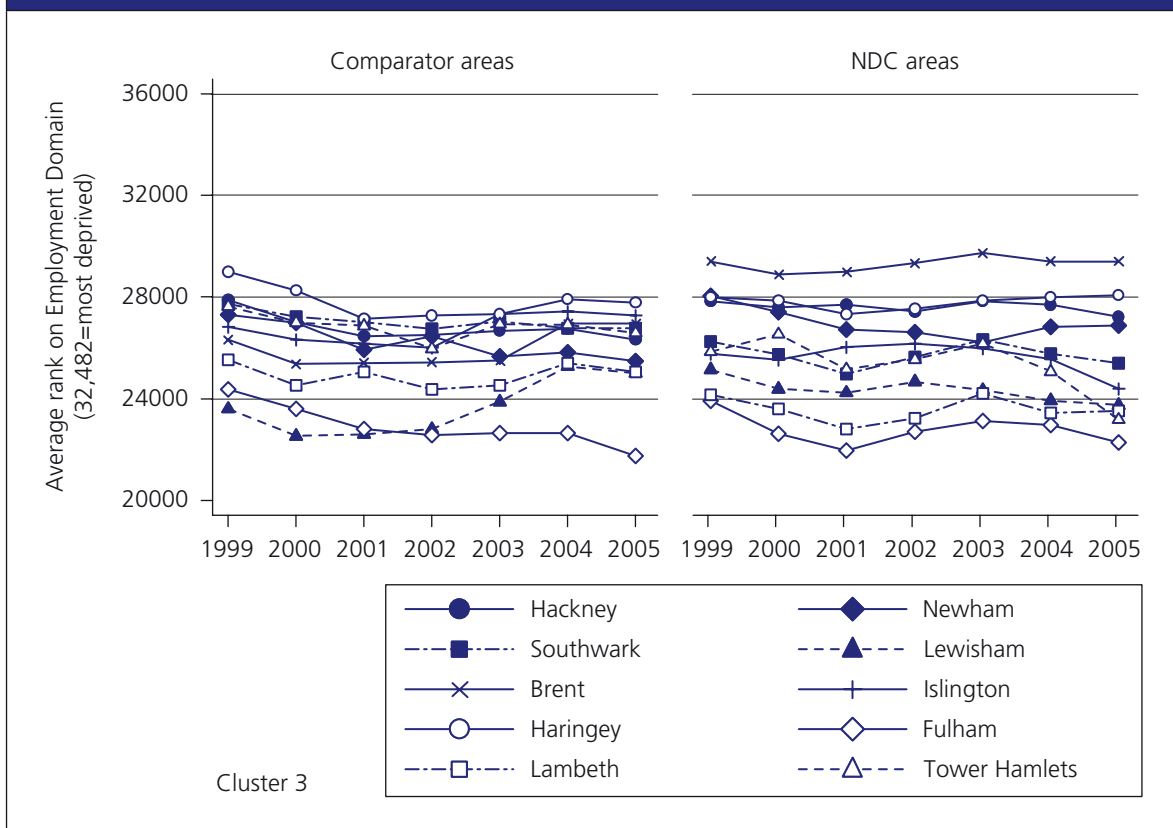 Comparator areas
NDC areas
Average rank on Employment Domain
(32,482=most deprived)
36000
32000
28000
24000
20000
1999 2000 2001 2002 2003 2004 2005
1999 2000 2001 2002 2003 2004 2005
Hackney
Newham
Southwark
Lewisham
Brent
Islington
Haringey
Fulham
Lambeth
Tower Hamlets
Cluster 3